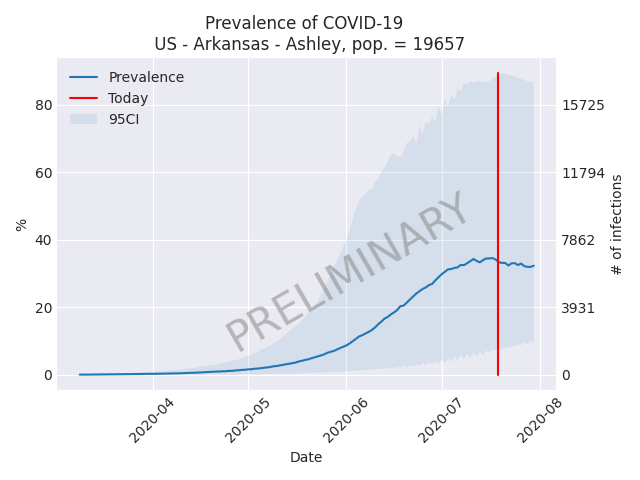 Prevalence of COVID-19
US - Arkansas - Ashley, pop. = 19657
Prevalence
Today
95CI
80
60
40
20
0
%
15725
11794
7862
3931
0
# of infections
PRELIMINARY
2020-04
2020-05
2020-06
2020-07
2020-08
Date